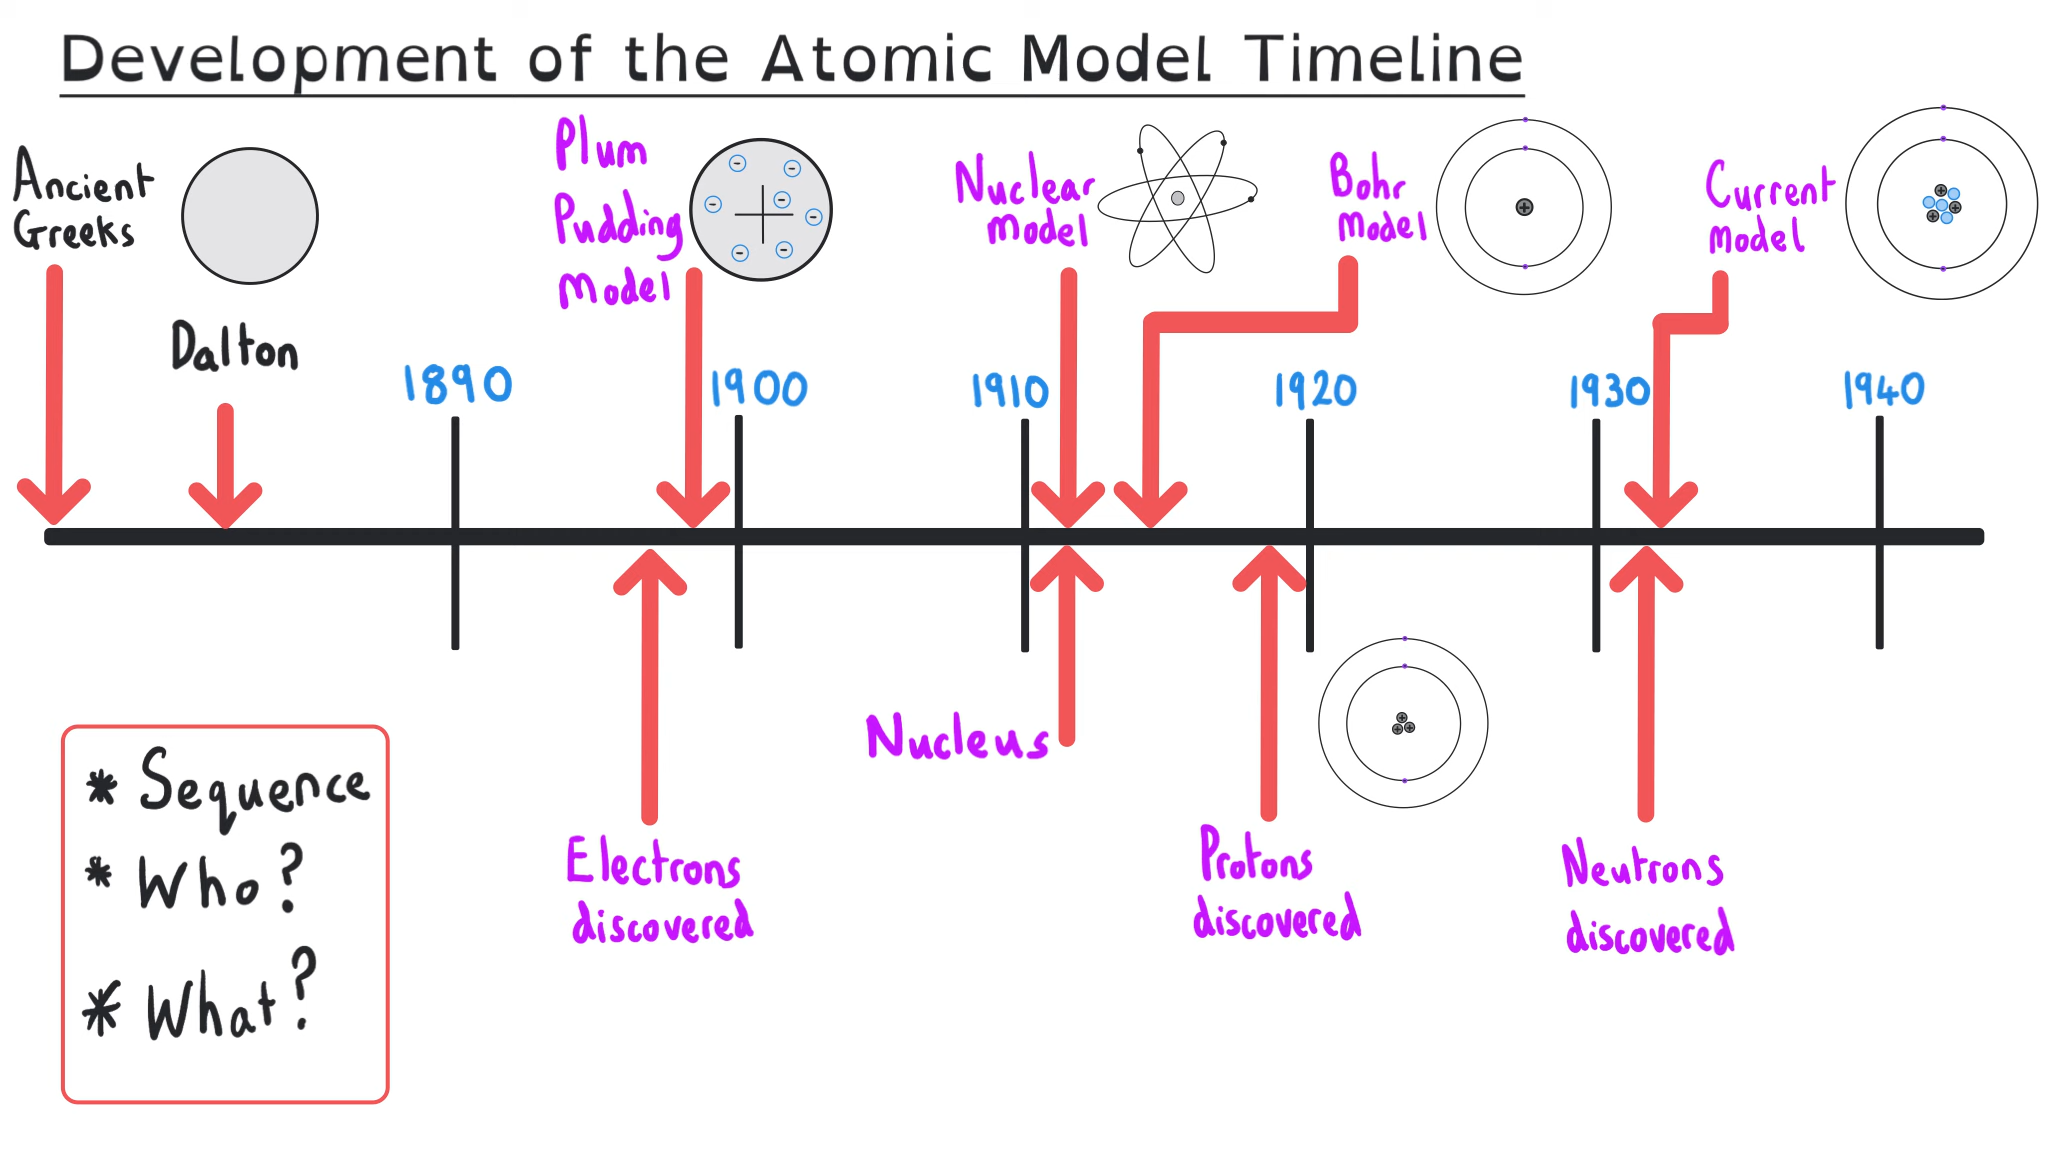 Development of the Atomic Model Timeline
Ancient
Greeks
Dalton
Plum
Pudding
Model
Nuclear
model
Bohr
Model
Current
Model
1890
1900
1910
1920
1930
1940
Electrons
discovered
Nucleus
Protons
discovered
Neutrons
discovered
* Sequence
* Who?
* What?